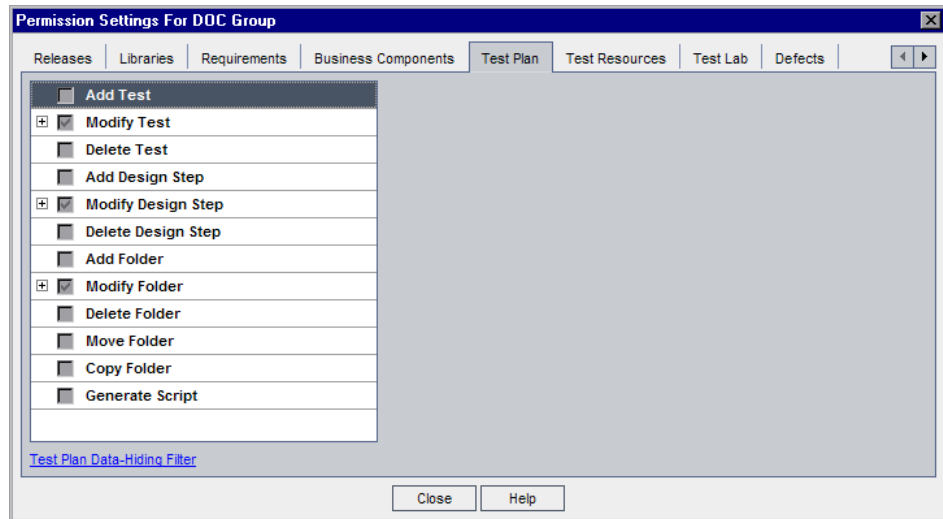 Permission Settings For DOC Group
Releases Libraries Requirements Business Components Test Plan Test Resources Test Lab Defects
Add Test
Modify Test
Delete Test
Add Design Step
Modify Design Step
Delete Design Step
Add Folder
Modify Folder
Delete Folder
Move Folder
Copy Folder
Generate Script
Test Plan Data-Hiding Filter
Close Help